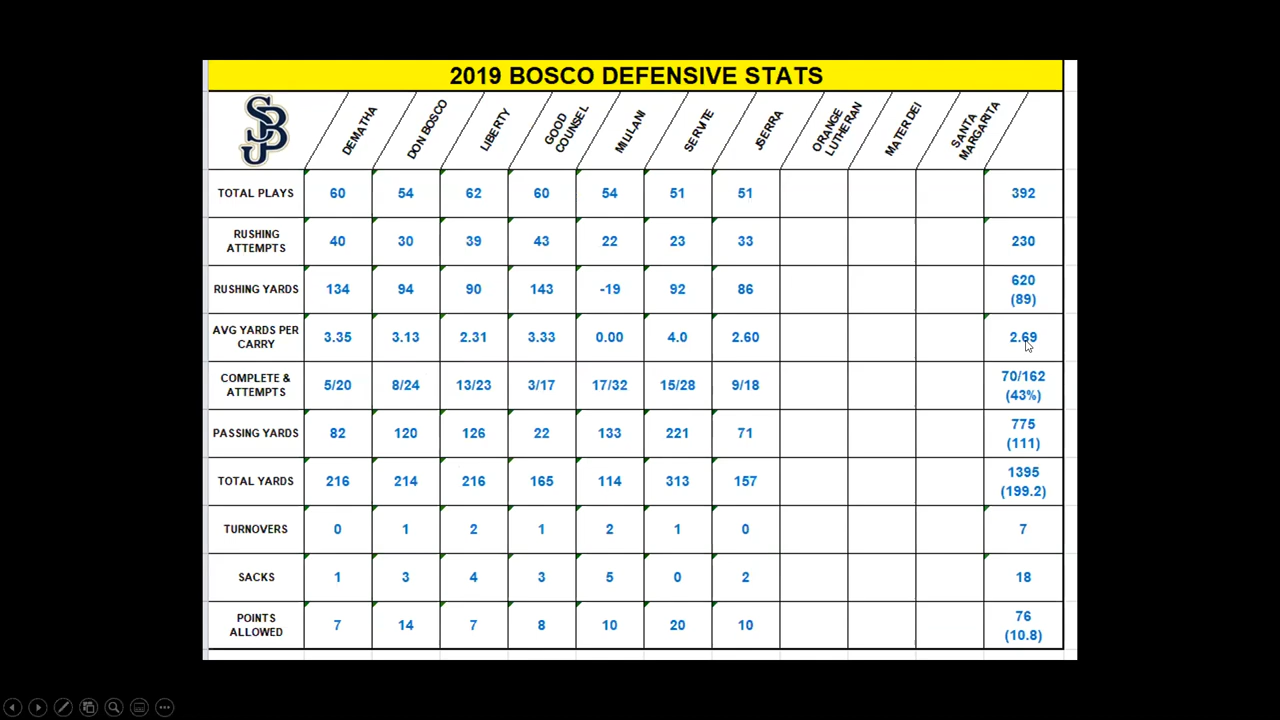 2019 BOSCO DEFENSIVE STATS
SJB
DEMATHA
DON BOSCO
LIBERTY
GOOD
COUNSEL
MILILANI
SERVITE
JSERRA
ORANGE
LUTHERAN
MATER DEI
SANTA
MARGARITA
TOTAL PLAYS 60 54 62 60 54 51 51 392
RUSHING
ATTEMPTS 40 30 39 43 22 23 33 230
RUSHING YARDS 134 94 90 143 -19 92 86 620
(89)
AVG YARDS PER
CARRY 3.35 3.13 2.31 3.33 0.00 4.0 2.60 2.69
COMPLETE &
ATTEMPTS 5/20 8/24 13/23 3/17 17/32 15/28 9/18 70/162
(43%)
PASSING YARDS 82 120 126 22 133 221 71 775
(111)
TOTAL YARDS 216 214 216 165 114 313 157 1395
(199.2)
TURNOVERS 0 1 2 1 2 1 0 7
SACKS 1 3 4 3 5 0 2 18
POINTS
ALLOWED 7 14 7 8 10 20 10 76
(10.8)